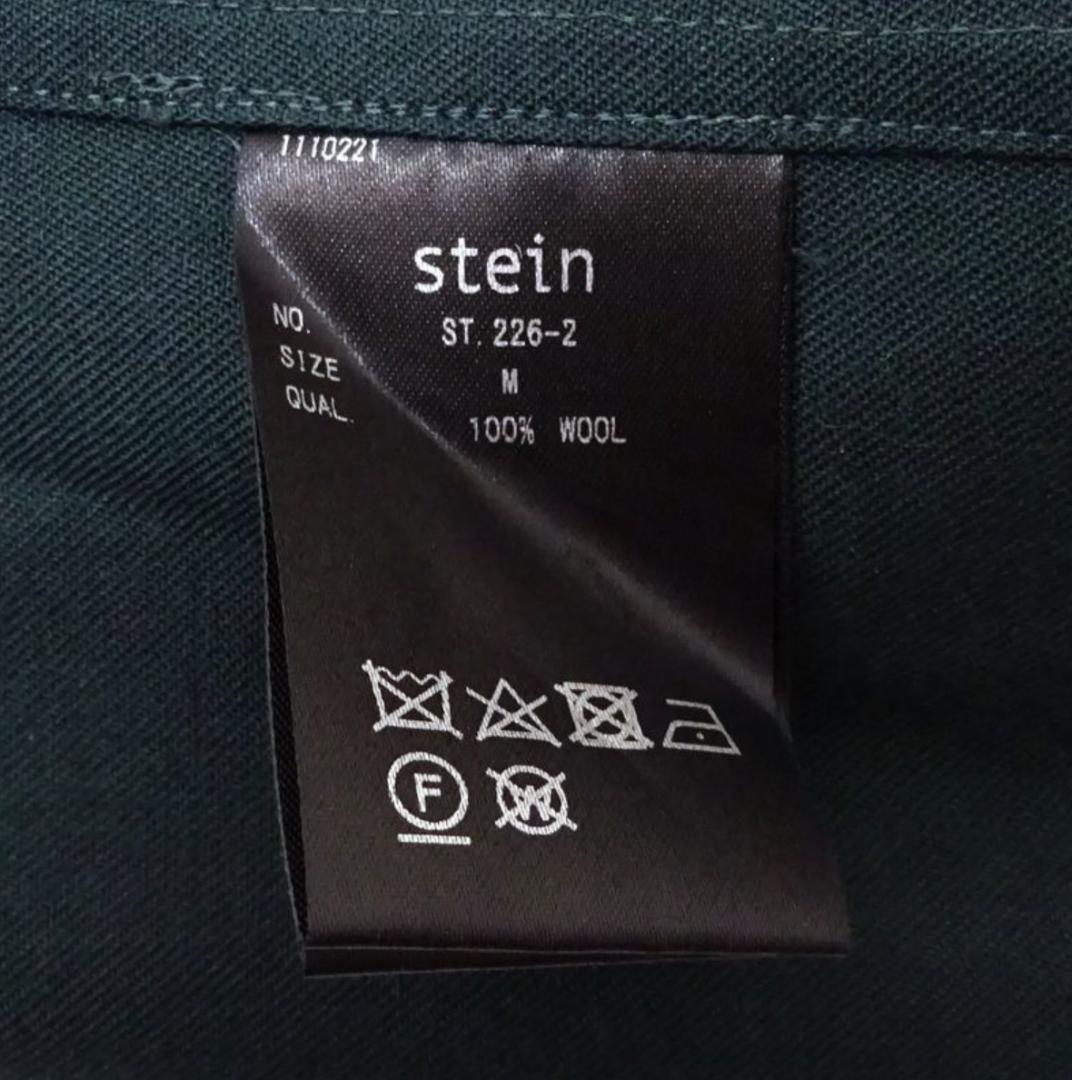 1110221
stein
NO. ST. 226-2
SIZE M
QUAL. 100% WOOL
F W